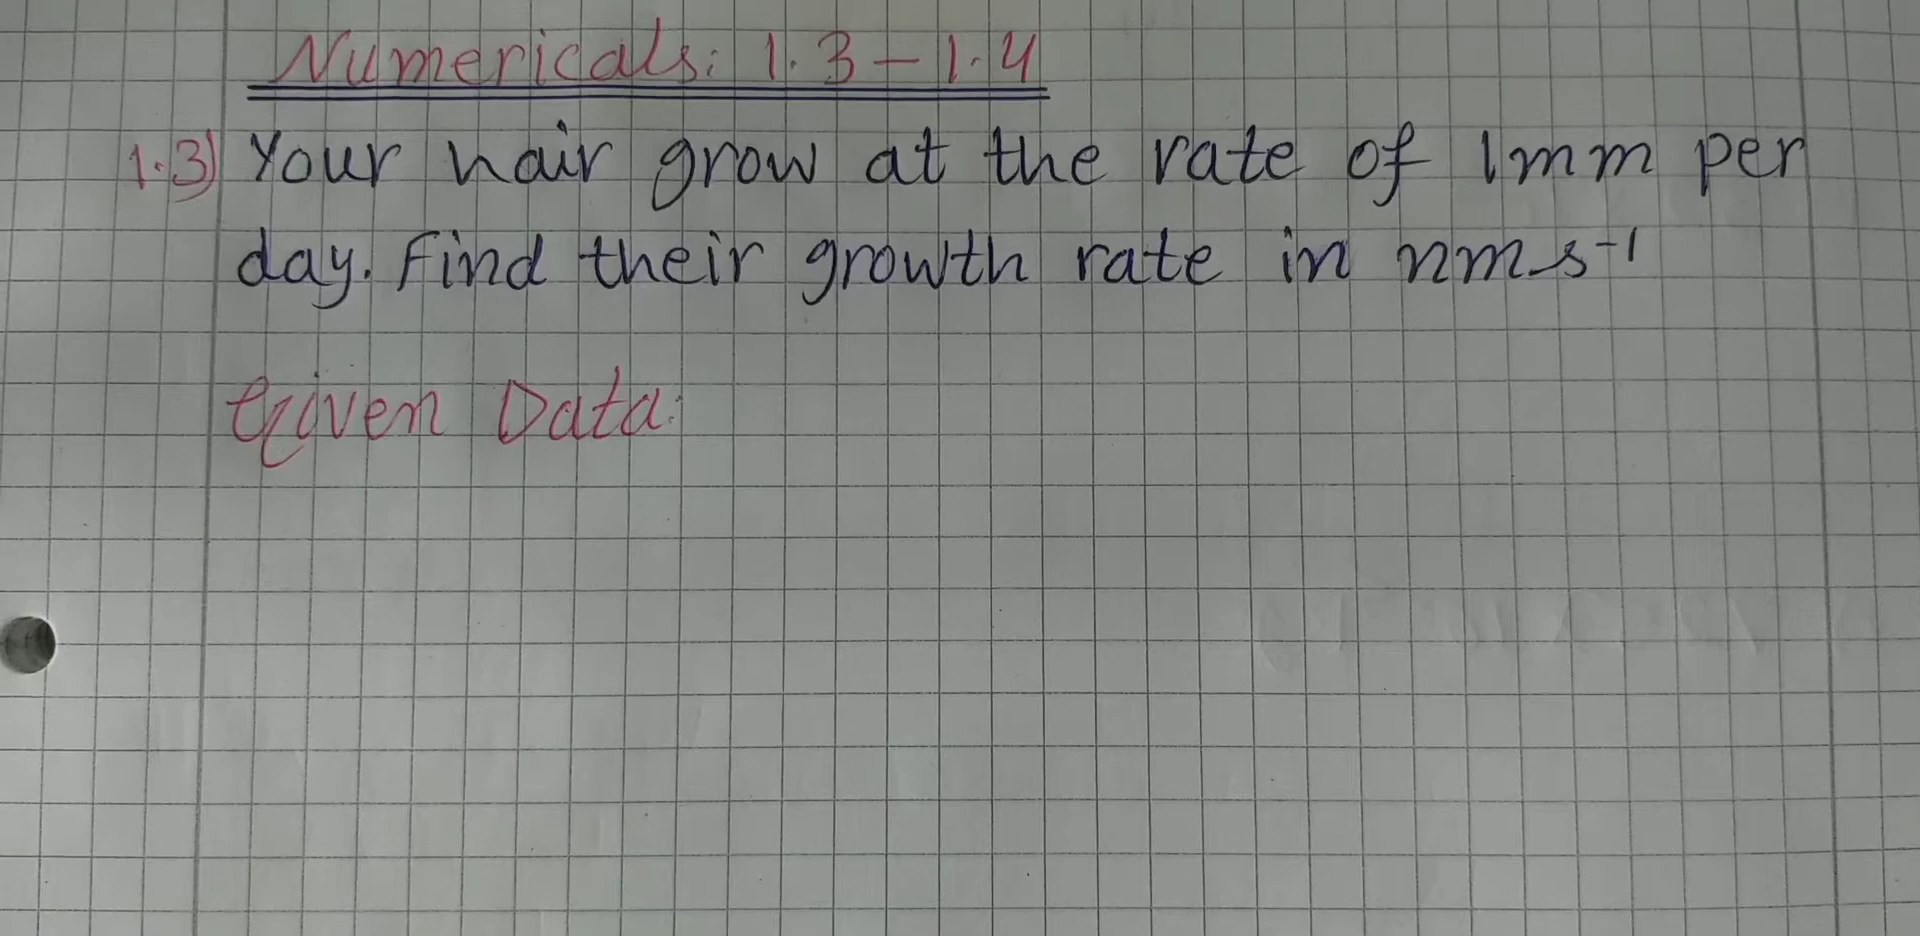 Numericals: 1.3-1.4
1.3) Your hair grow at the rate of 1mm per
day. Find their growth rate in nm s⁻¹
Given Data: